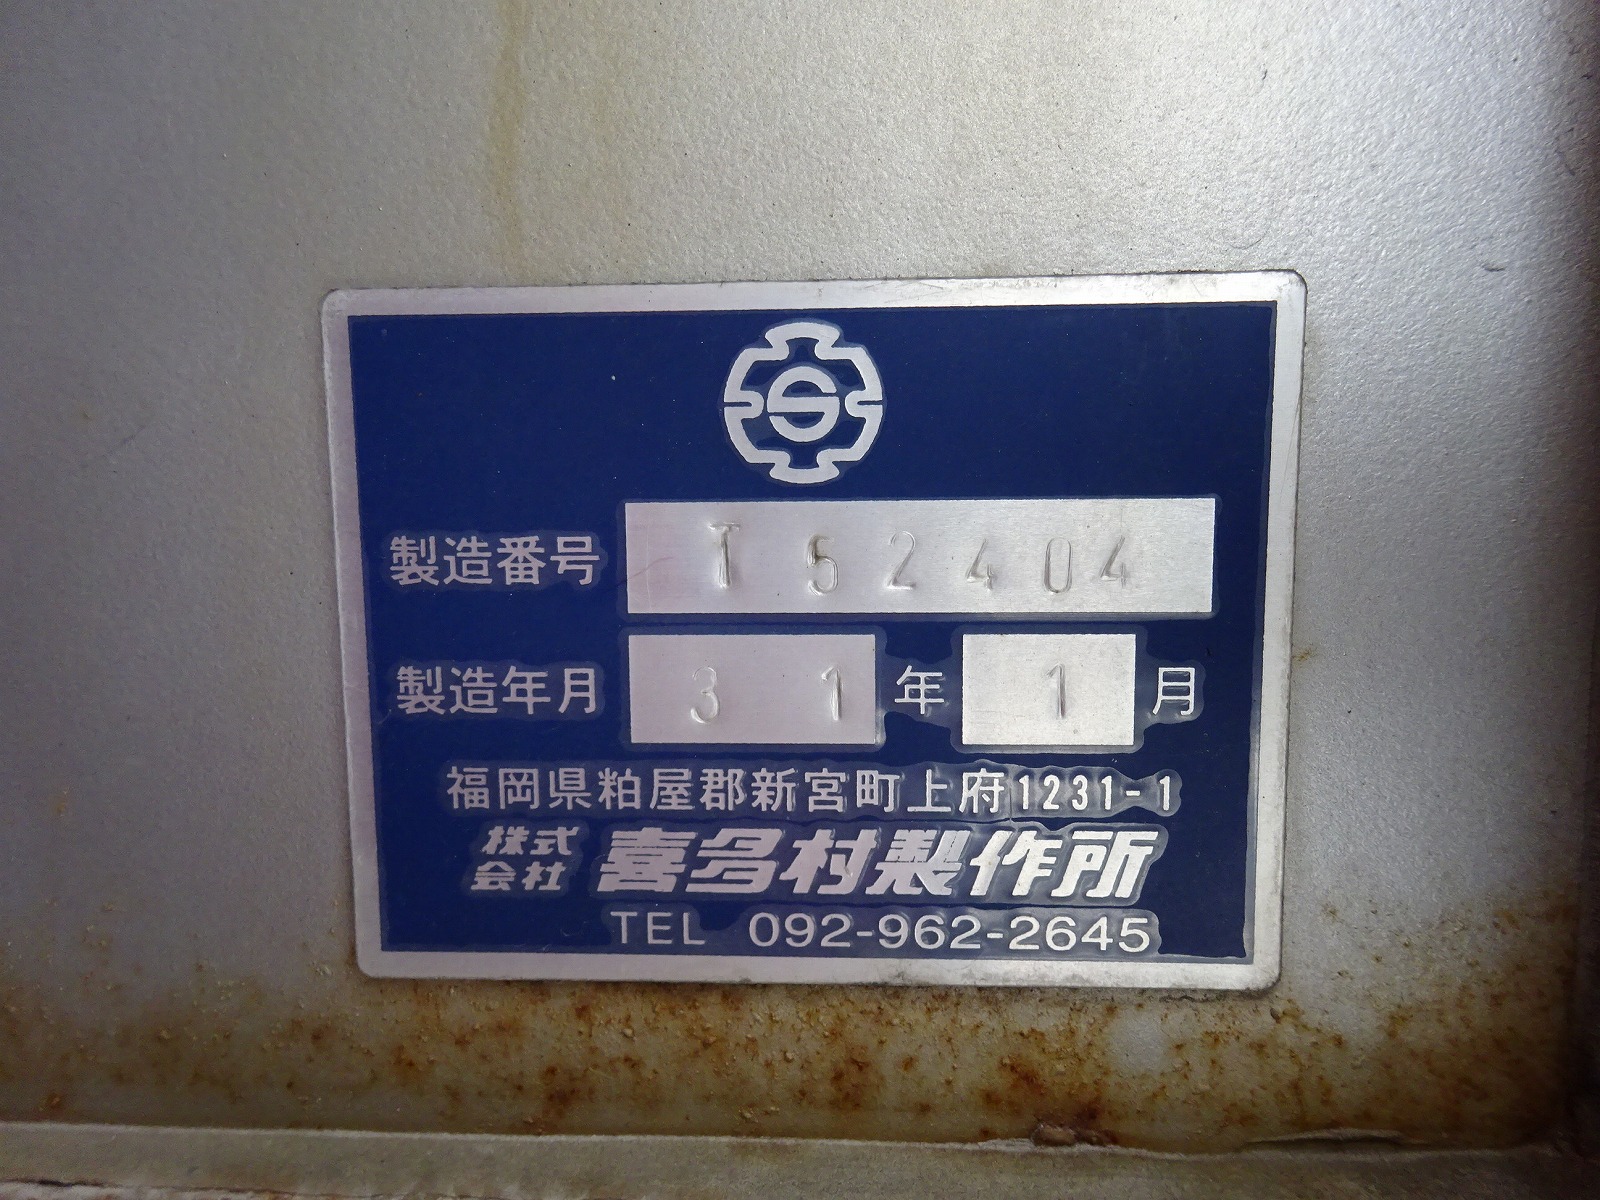 S
製造番号 T52404
製造年月 31年1月
福岡県粕屋郡新宮町上府1231-1
株式会社 喜多村製作所
TEL 092-962-2645